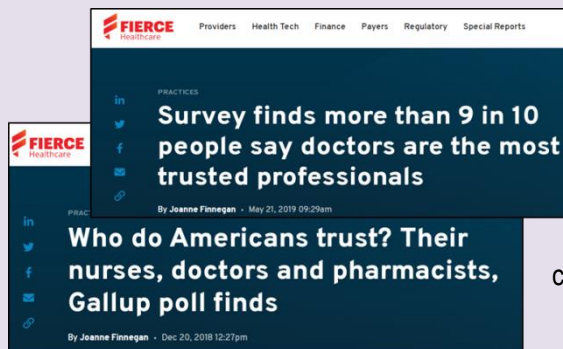 FIERCE
Healthcare
Providers Health Tech Finance Payers Regulatory Special Reports
PRACTICES
Survey finds more than 9 in 10
people say doctors are the most
trusted professionals
By Joanne Finnegan - May 21, 2019 09:29am
FIERCE
Healthcare
PRAC
Who do Americans trust? Their
nurses, doctors and pharmacists,
Gallup poll finds
By Joanne Finnegan - Dec 20, 2018 12:27pm
c